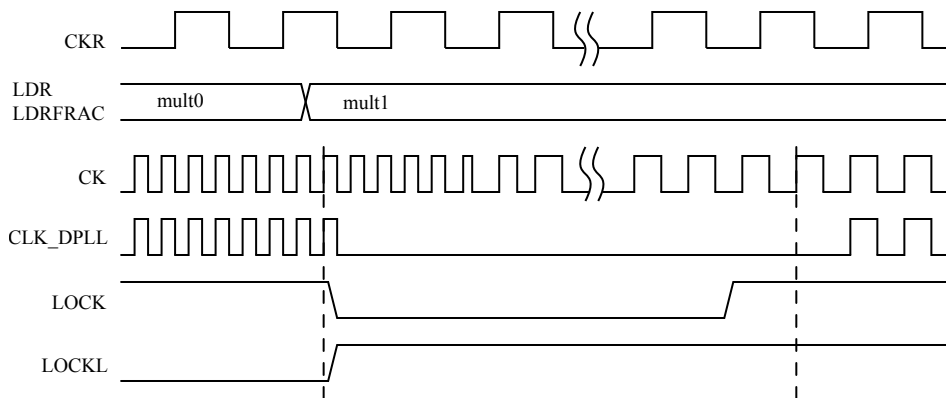 CKR
LDR
LDRFRAC
mult0
mult1
CK
CLK_DPLL
LOCK
LOCKL